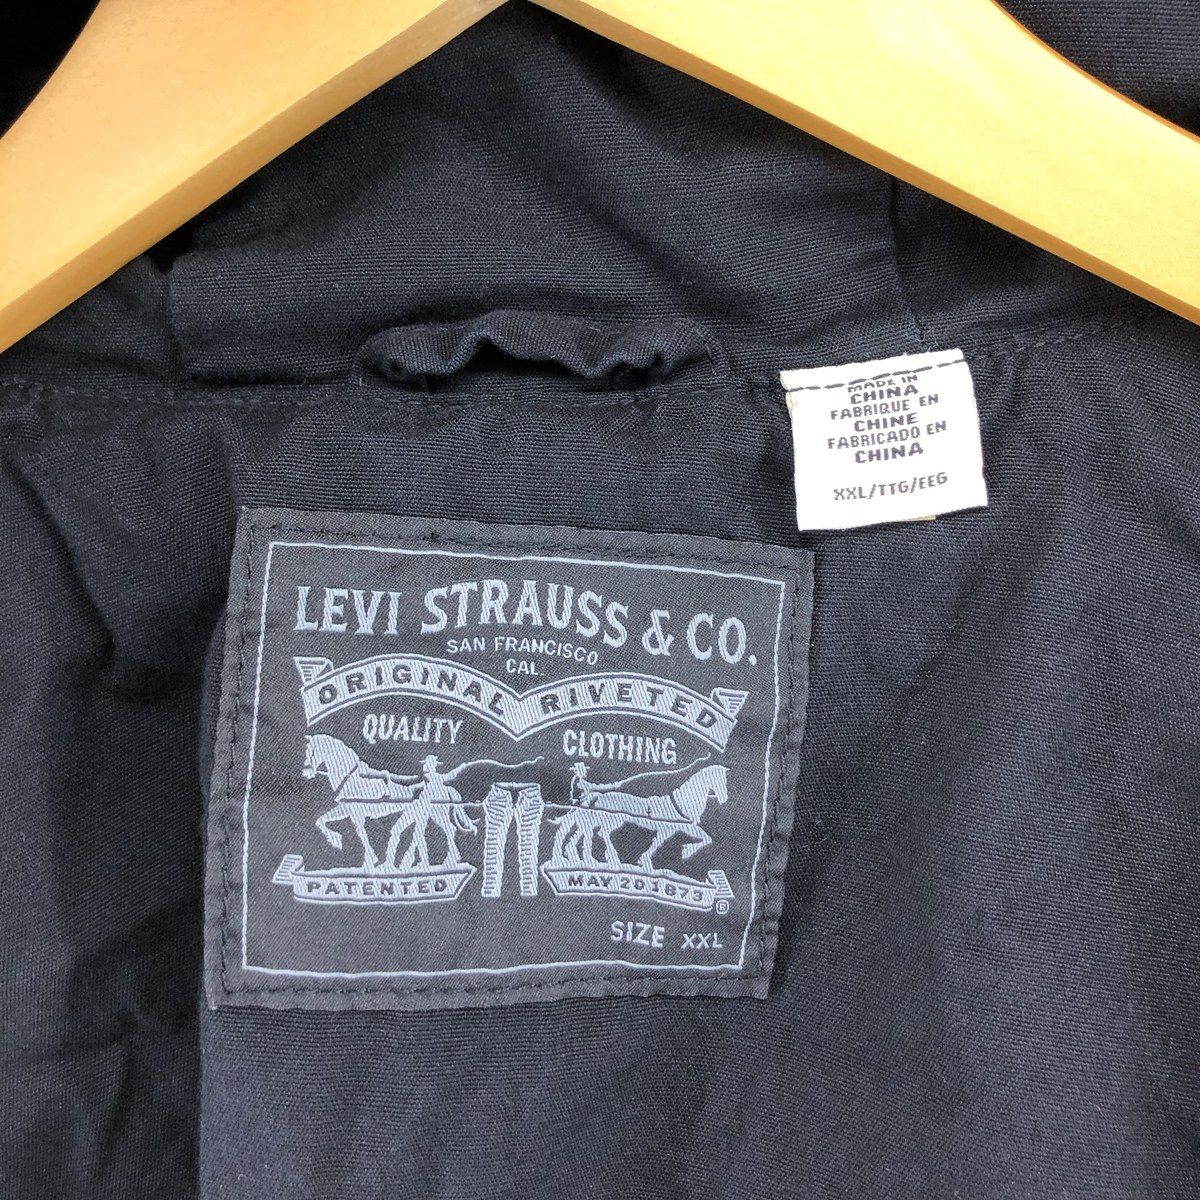 MADE IN
CHINA
FABRIQUE EN
CHINE
FABRICADO EN
CHINA
XXL/TTG/EEG
LEVI STRAUSS & CO.
SAN FRANCISCO
CAL.
ORIGINAL RIVETED
QUALITY CLOTHING
PATENTED MAY 20 1873 ®
SIZE XXL